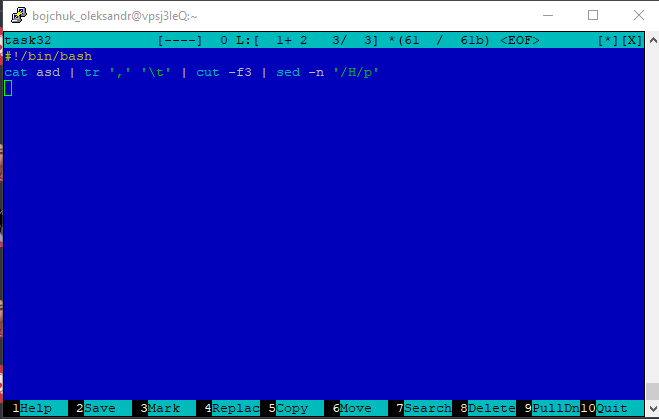 bojchuk_oleksandr@vpsj3leQ:~
task32 [----] 0 L:[ 1+ 2 3/ 3] *(61 / 61b) <EOF> [*][X]
#!/bin/bash
cat asd | tr ',' '\t' | cut -f3 | sed -n '/H/p'
1Help 2Save 3Mark 4Replac 5Copy 6Move 7Search 8Delete 9PullDn 10Quit